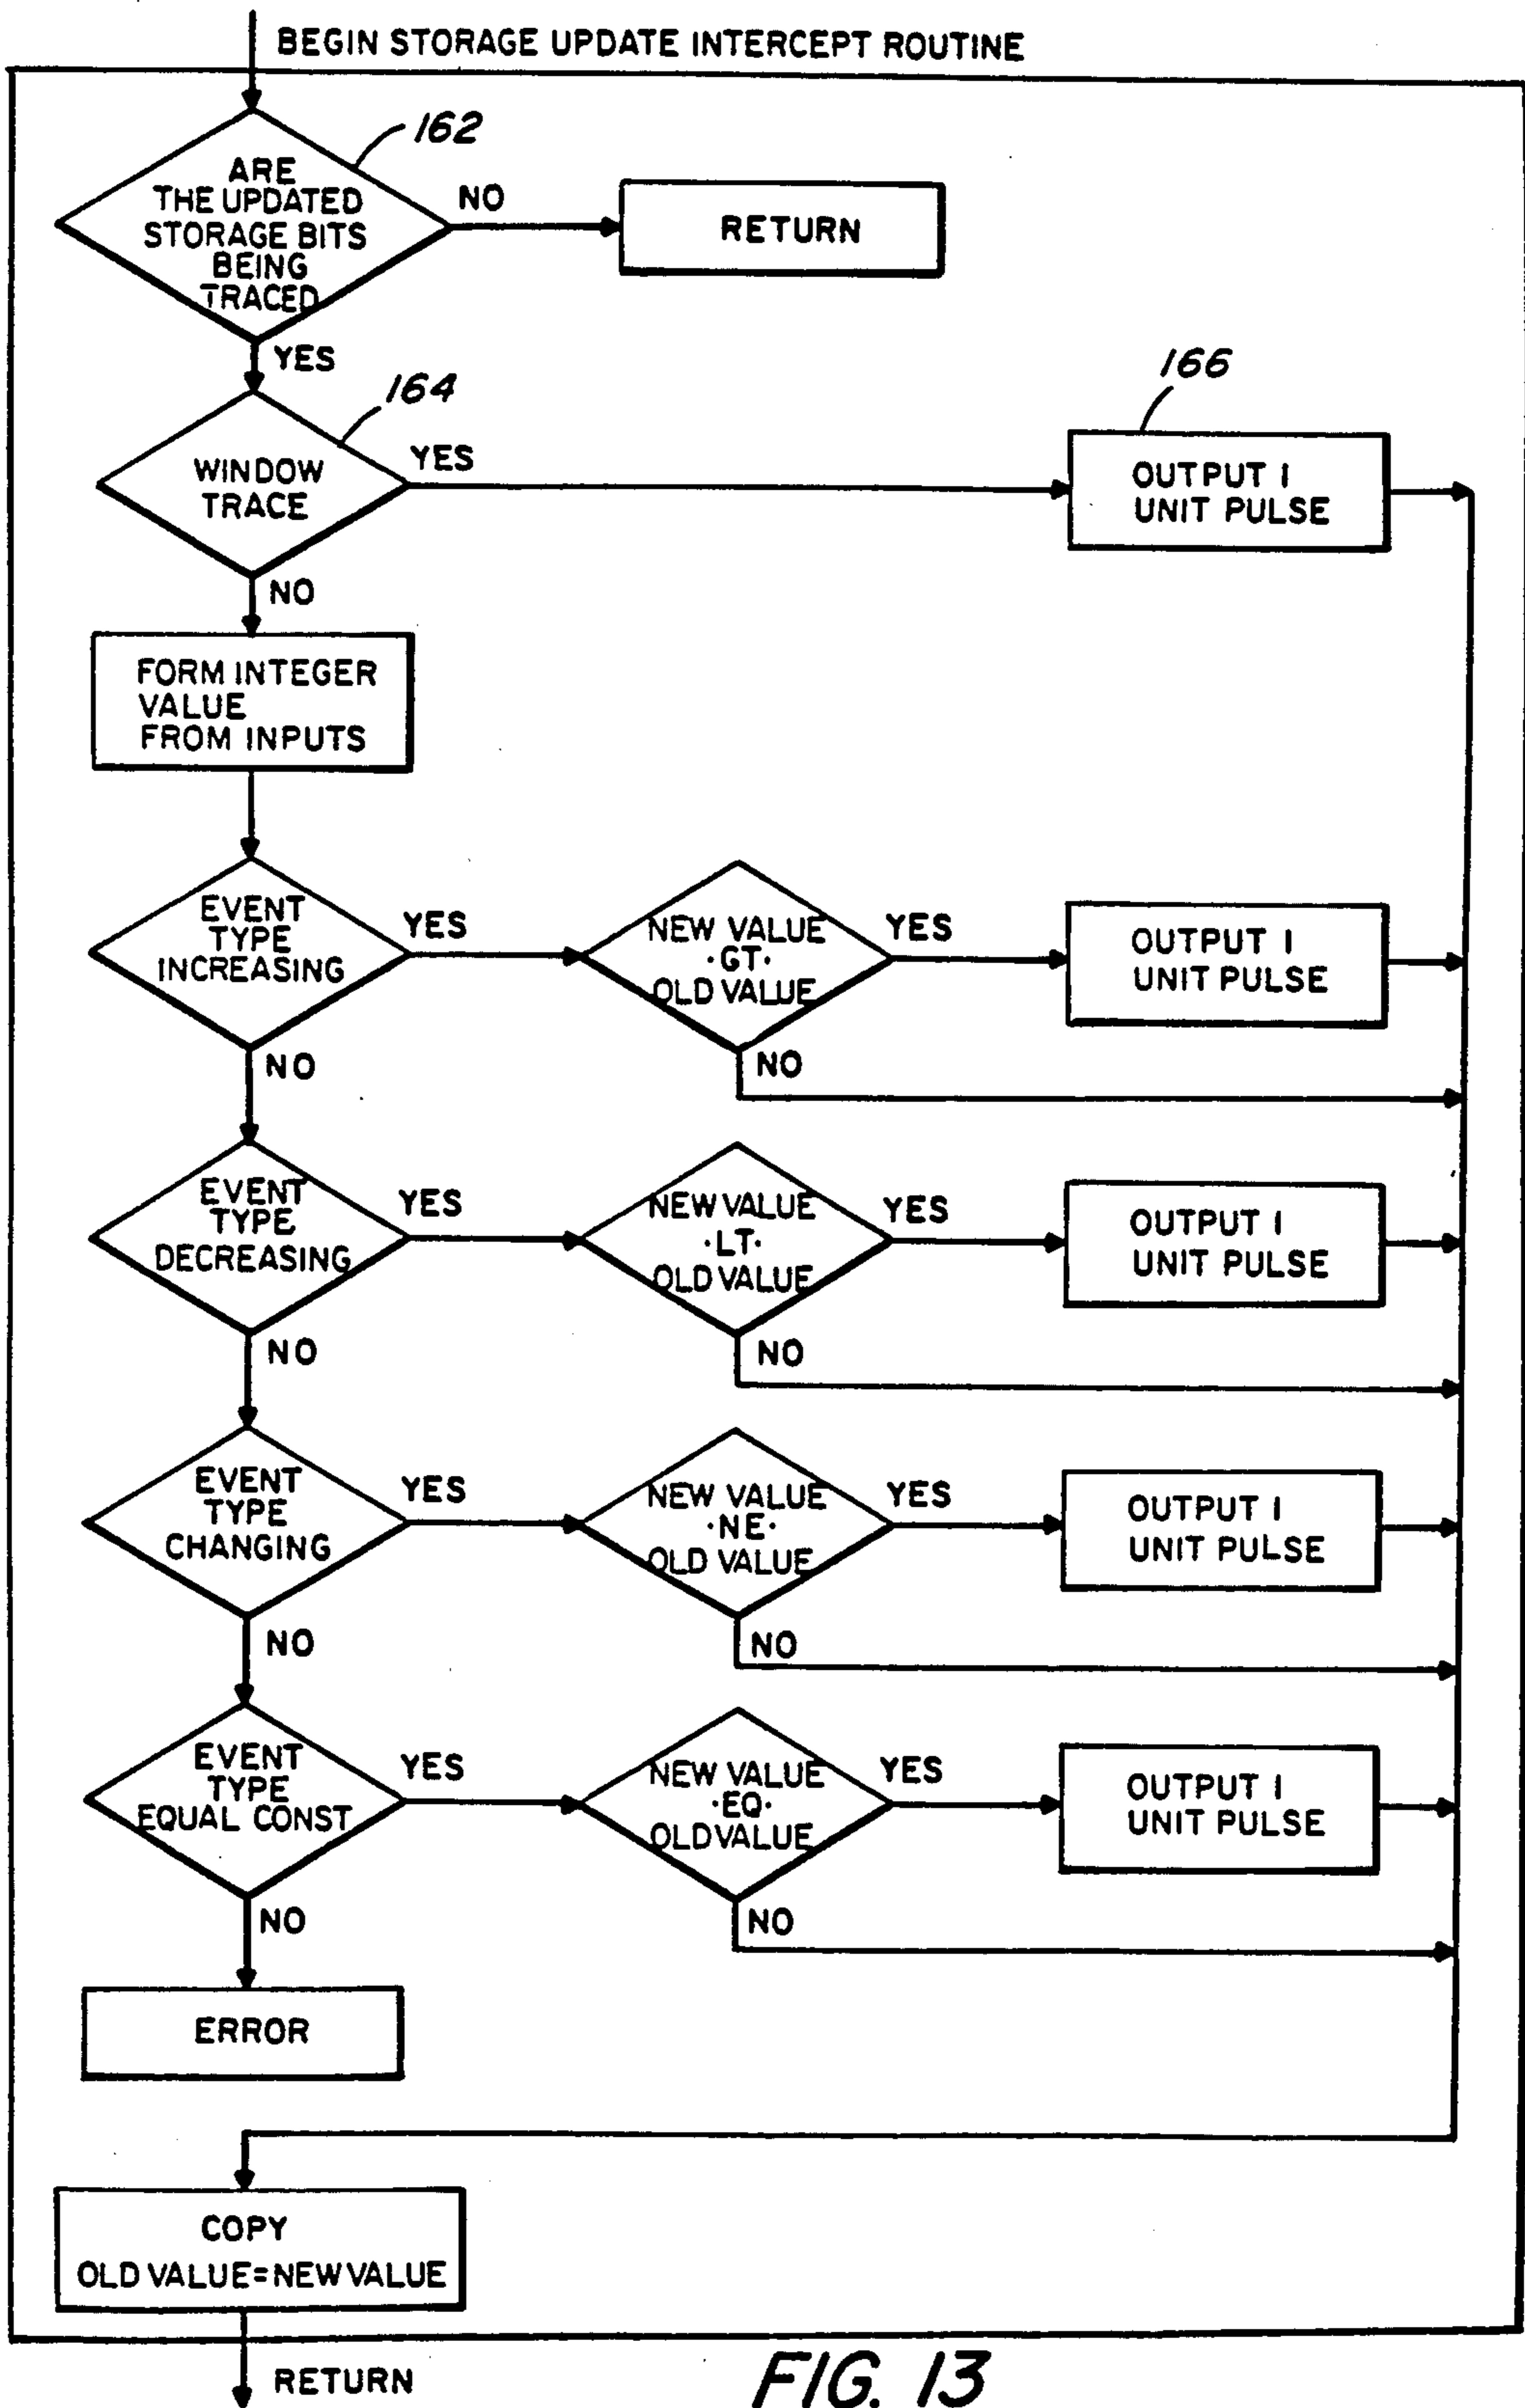 BEGIN STORAGE UPDATE INTERCEPT ROUTINE
162
ARE
THE UPDATED
STORAGE BITS
BEING
TRACED
NO
RETURN
YES
164
WINDOW
TRACE
YES
166
OUTPUT 1
UNIT PULSE
NO
FORM INTEGER
VALUE
FROM INPUTS
EVENT
TYPE
INCREASING
YES
NEW VALUE
·GT·
OLD VALUE
YES
OUTPUT 1
UNIT PULSE
NO
NO
EVENT
TYPE
DECREASING
YES
NEW VALUE
·LT·
OLD VALUE
YES
OUTPUT 1
UNIT PULSE
NO
NO
EVENT
TYPE
CHANGING
YES
NEW VALUE
·NE·
OLD VALUE
YES
OUTPUT 1
UNIT PULSE
NO
NO
EVENT
TYPE
EQUAL CONST
YES
NEW VALUE
·EQ·
OLD VALUE
YES
OUTPUT 1
UNIT PULSE
NO
NO
ERROR
COPY
OLD VALUE=NEW VALUE
RETURN
FIG. 13